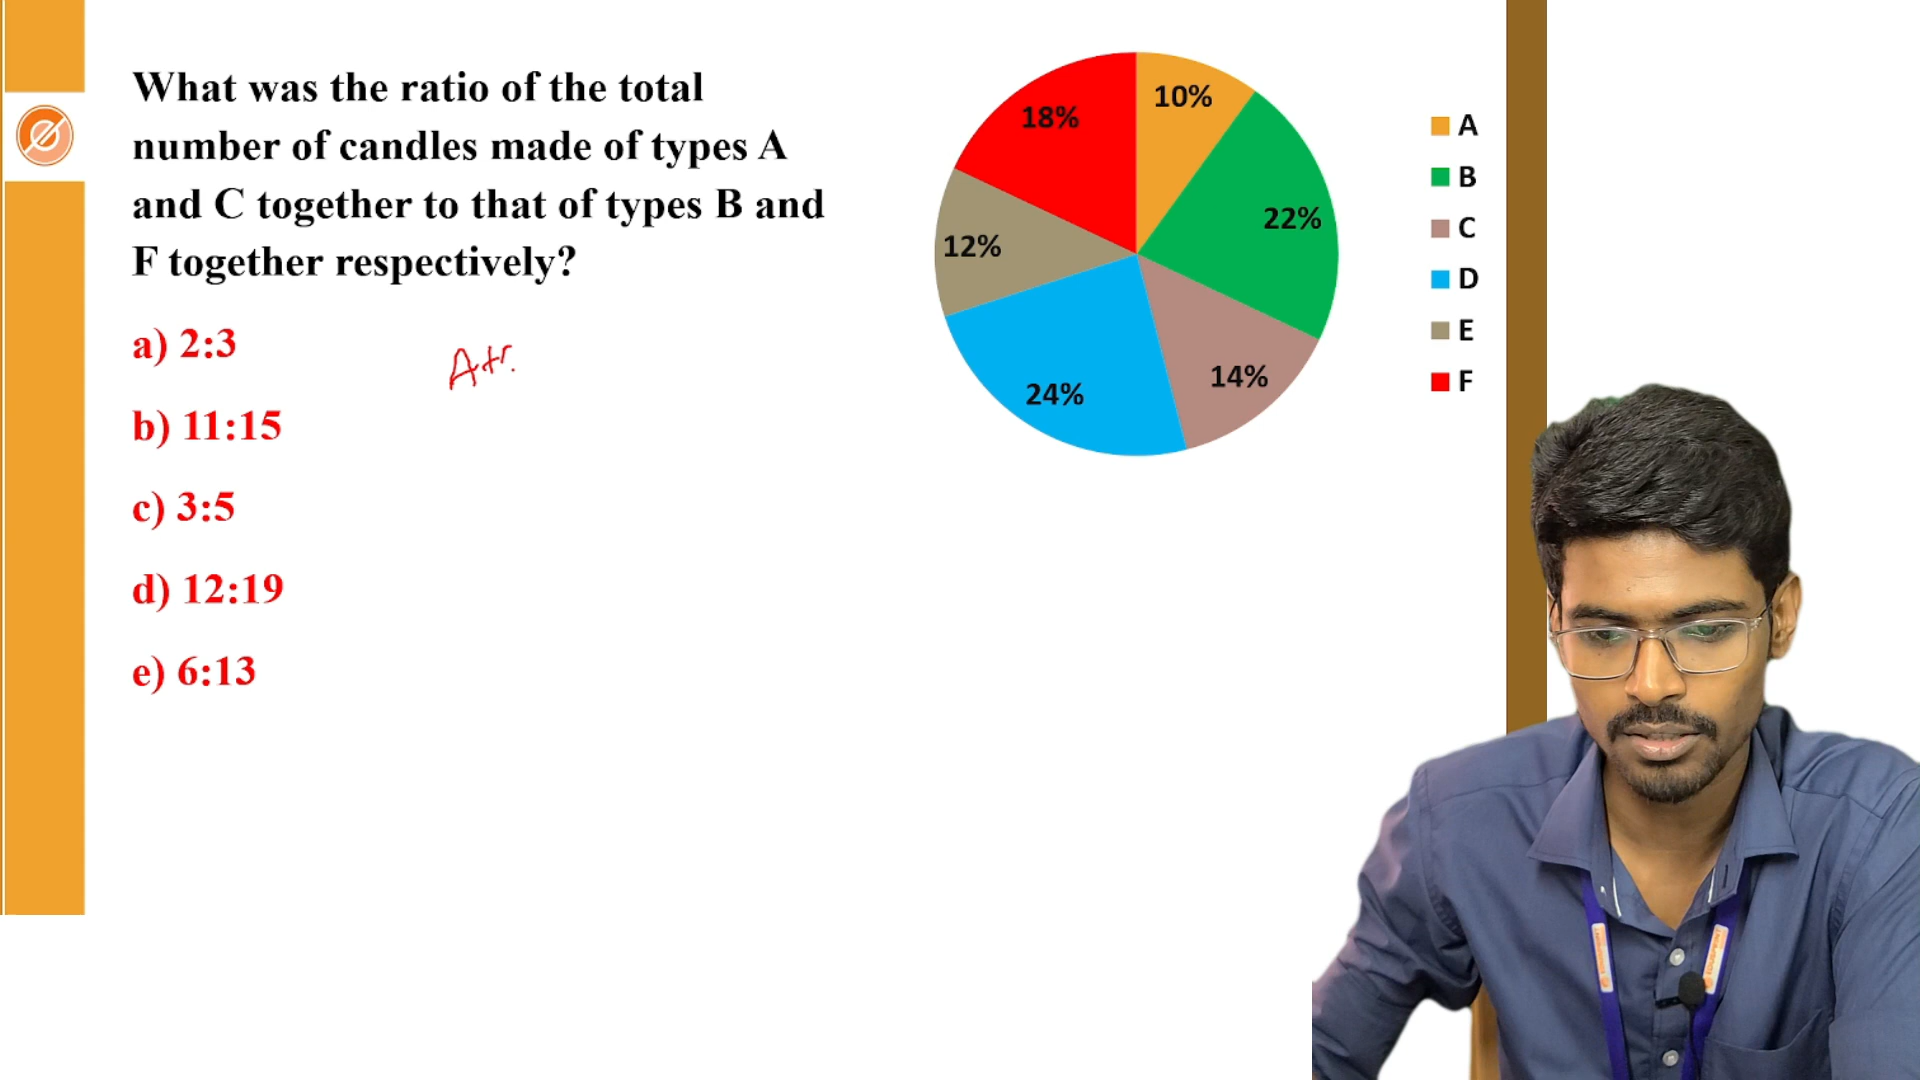 What was the ratio of the total
number of candles made of types A
and C together to that of types B and
F together respectively?
a) 2:3
b) 11:15
c) 3:5
d) 12:19
e) 6:13
10%
22%
14%
24%
12%
18%
A
B
C
D
E
F